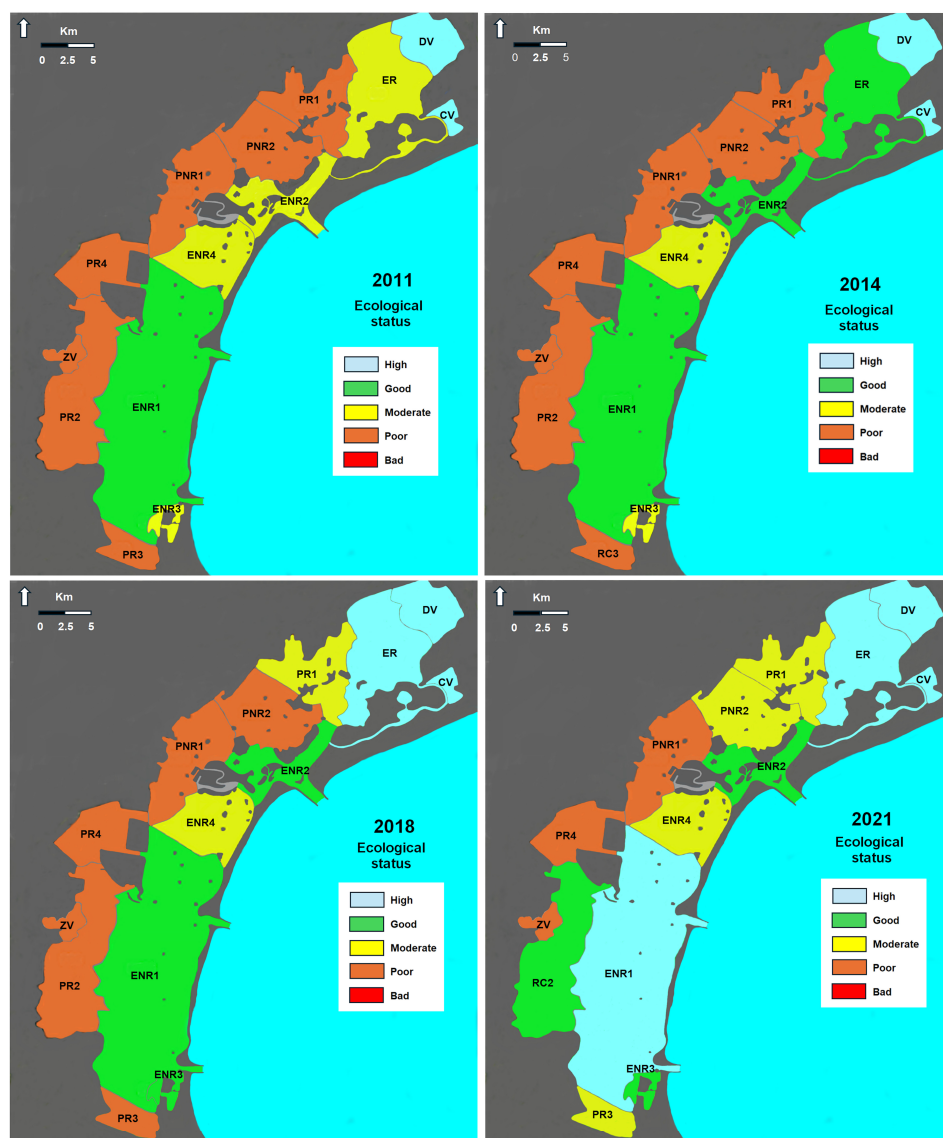 Km
0 2.5 5
DV
ER
CV
PR1
PNR2
PNR1
ENR2
ENR4
PR4
ZV
ENR1
PR2
ENR3
PR3
2011
Ecological
status
High
Good
Moderate
Poor
Bad
Km
0 2.5 5
DV
ER
CV
PR1
PNR2
PNR1
ENR2
ENR4
PR4
ZV
ENR1
PR2
ENR3
RC3
2014
Ecological
status
High
Good
Moderate
Poor
Bad
Km
0 2.5 5
DV
ER
CV
PR1
PNR2
PNR1
ENR2
ENR4
PR4
ZV
ENR1
PR2
ENR3
PR3
2018
Ecological
status
High
Good
Moderate
Poor
Bad
Km
0 2.5 5
DV
ER
CV
PR1
PNR2
PNR1
ENR2
ENR4
PR4
ZV
ENR1
RC2
ENR3
PR3
2021
Ecological
status
High
Good
Moderate
Poor
Bad